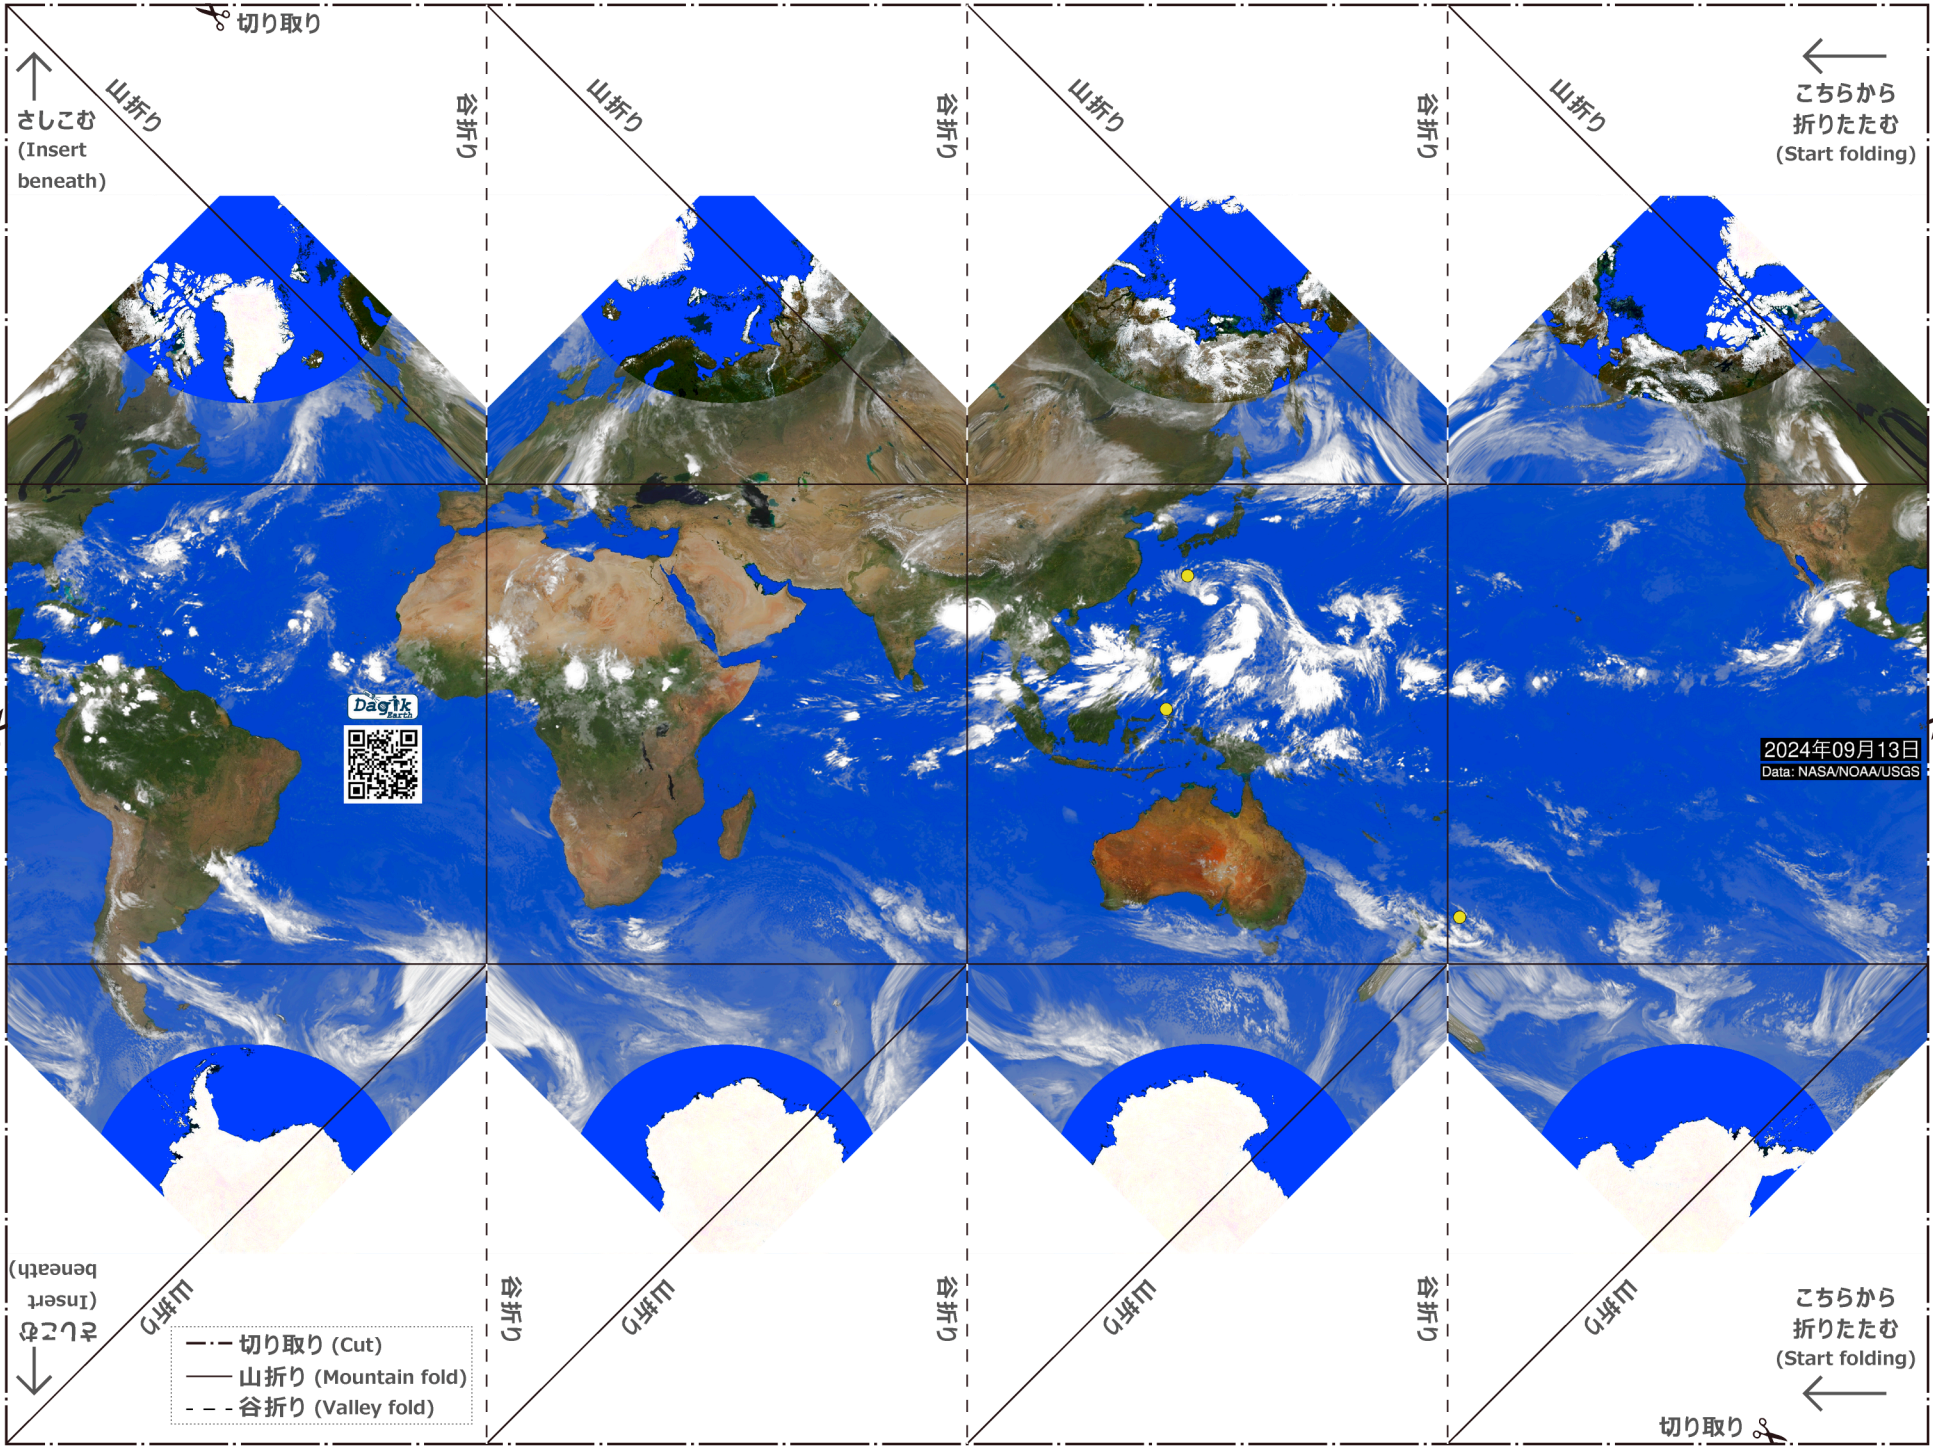 切り取り
さしこむ
(Insert
beneath)
山折り
谷折り
山折り
谷折り
山折り
谷折り
山折り
こちらから
折りたたむ
(Start folding)
Dagik
Earth
2024年09月13日
Data: NASA/NOAA/USGS
さしこむ
(Insert
beneath)
山折り
谷折り
山折り
谷折り
山折り
谷折り
山折り
こちらから
折りたたむ
(Start folding)
切り取り (Cut)
山折り (Mountain fold)
谷折り (Valley fold)
切り取り